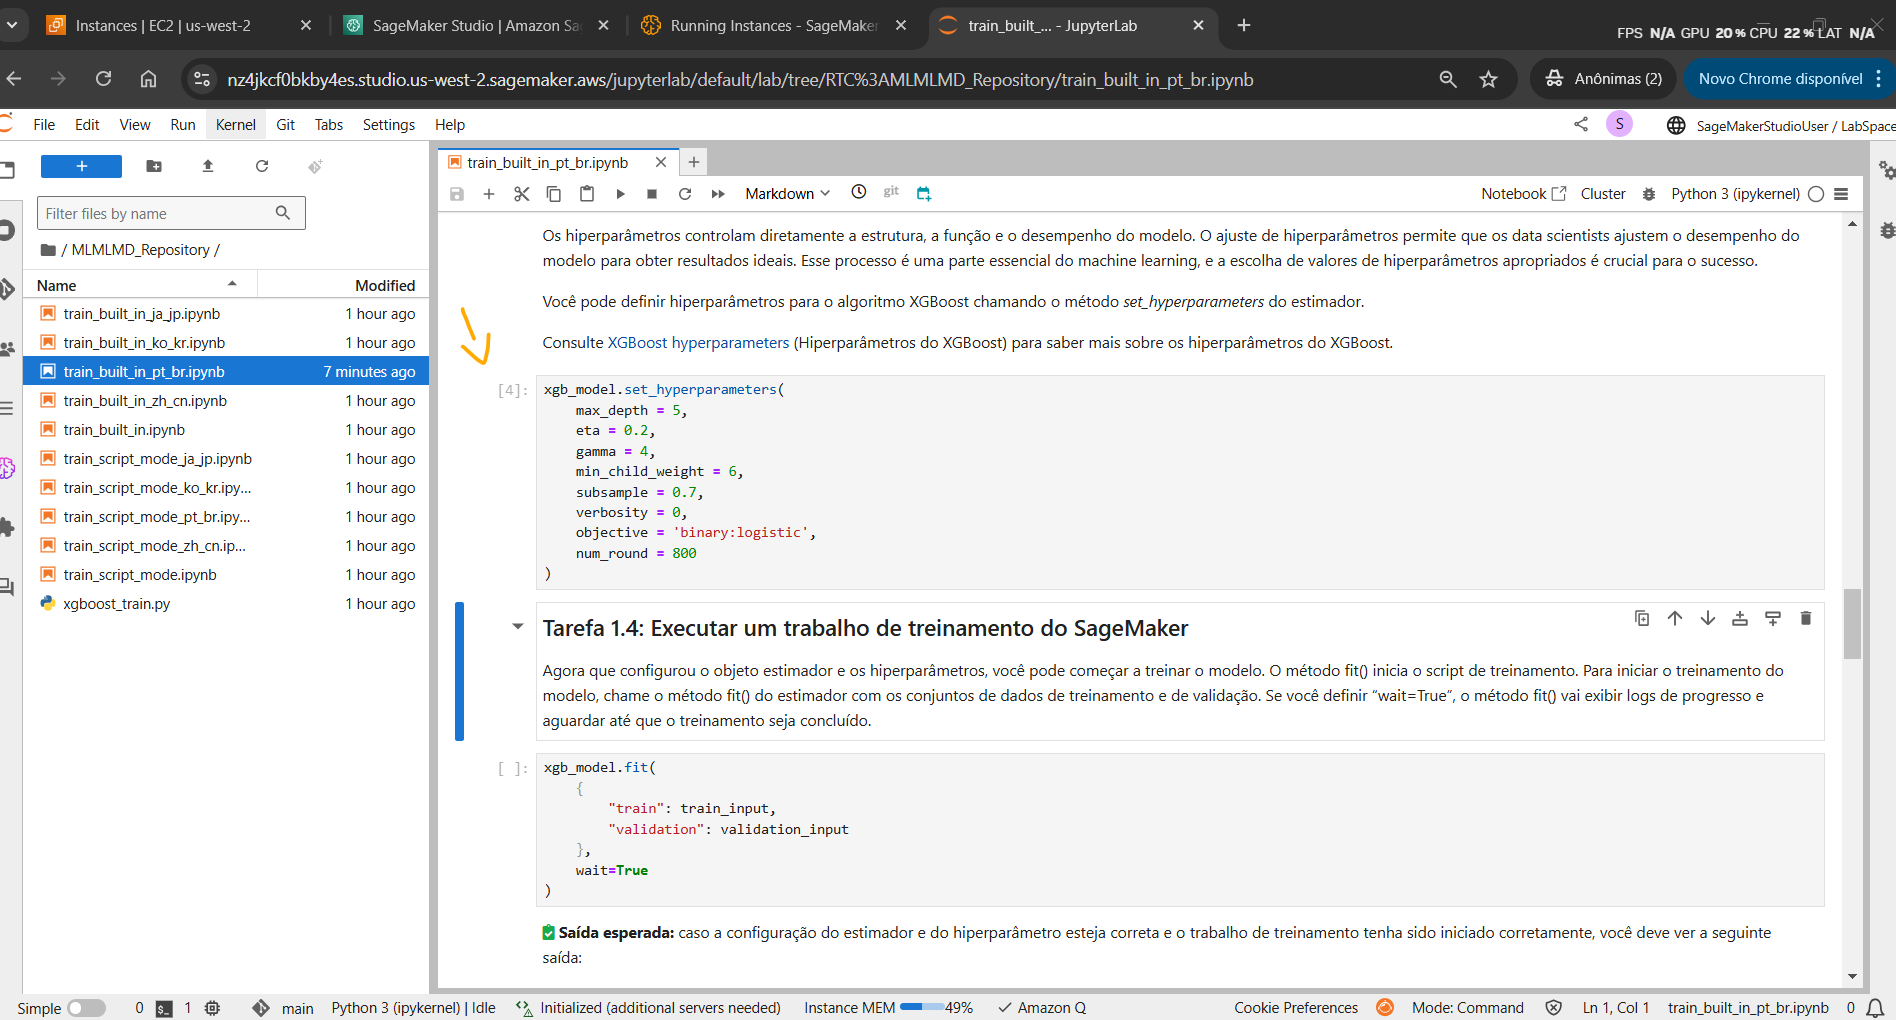 Instances | EC2 | us-west-2
SageMaker Studio | Amazon Sa
Running Instances - SageMaker
train_built_... - JupyterLab
FPS N/A GPU 20 % CPU 22 % LAT N/A
nz4jkcf0bkby4es.studio.us-west-2.sagemaker.aws/jupyterlab/default/lab/tree/RTC%3AMLMLMD_Repository/train_built_in_pt_br.ipynb
Anônimas (2)
Novo Chrome disponível
File Edit View Run Kernel Git Tabs Settings Help
S
SageMakerStudioUser / LabSpace
Filter files by name
/ MLMLMD_Repository /
Name Modified
train_built_in_ja_jp.ipynb 1 hour ago
train_built_in_ko_kr.ipynb 1 hour ago
train_built_in_pt_br.ipynb 7 minutes ago
train_built_in_zh_cn.ipynb 1 hour ago
train_built_in.ipynb 1 hour ago
train_script_mode_ja_jp.ipynb 1 hour ago
train_script_mode_ko_kr.ipy... 1 hour ago
train_script_mode_pt_br.ipy... 1 hour ago
train_script_mode_zh_cn.ip... 1 hour ago
train_script_mode.ipynb 1 hour ago
xgboost_train.py 1 hour ago
train_built_in_pt_br.ipynb
Markdown
git
Notebook Cluster Python 3 (ipykernel)
Os hiperparâmetros controlam diretamente a estrutura, a função e o desempenho do modelo. O ajuste de hiperparâmetros permite que os data scientists ajustem o desempenho do
modelo para obter resultados ideais. Esse processo é uma parte essencial do machine learning, e a escolha de valores de hiperparâmetros apropriados é crucial para o sucesso.
Você pode definir hiperparâmetros para o algoritmo XGBoost chamando o método set_hyperparameters do estimador.
Consulte XGBoost hyperparameters (Hiperparâmetros do XGBoost) para saber mais sobre os hiperparâmetros do XGBoost.
[4]: xgb_model.set_hyperparameters(
max_depth = 5,
eta = 0.2,
gamma = 4,
min_child_weight = 6,
subsample = 0.7,
verbosity = 0,
objective = 'binary:logistic',
num_round = 800
)
Tarefa 1.4: Executar um trabalho de treinamento do SageMaker
Agora que configurou o objeto estimador e os hiperparâmetros, você pode começar a treinar o modelo. O método fit() inicia o script de treinamento. Para iniciar o treinamento do
modelo, chame o método fit() do estimador com os conjuntos de dados de treinamento e de validação. Se você definir “wait=True”, o método fit() vai exibir logs de progresso e
aguardar até que o treinamento seja concluído.
[ ]: xgb_model.fit(
{
"train": train_input,
"validation": validation_input
},
wait=True
)
Saída esperada: caso a configuração do estimador e do hiperparâmetro esteja correta e o trabalho de treinamento tenha sido iniciado corretamente, você deve ver a seguinte
saída:
Simple 0 1 main Python 3 (ipykernel) | Idle Initialized (additional servers needed) Instance MEM 49% Amazon Q Cookie Preferences Mode: Command Ln 1, Col 1 train_built_in_pt_br.ipynb 0